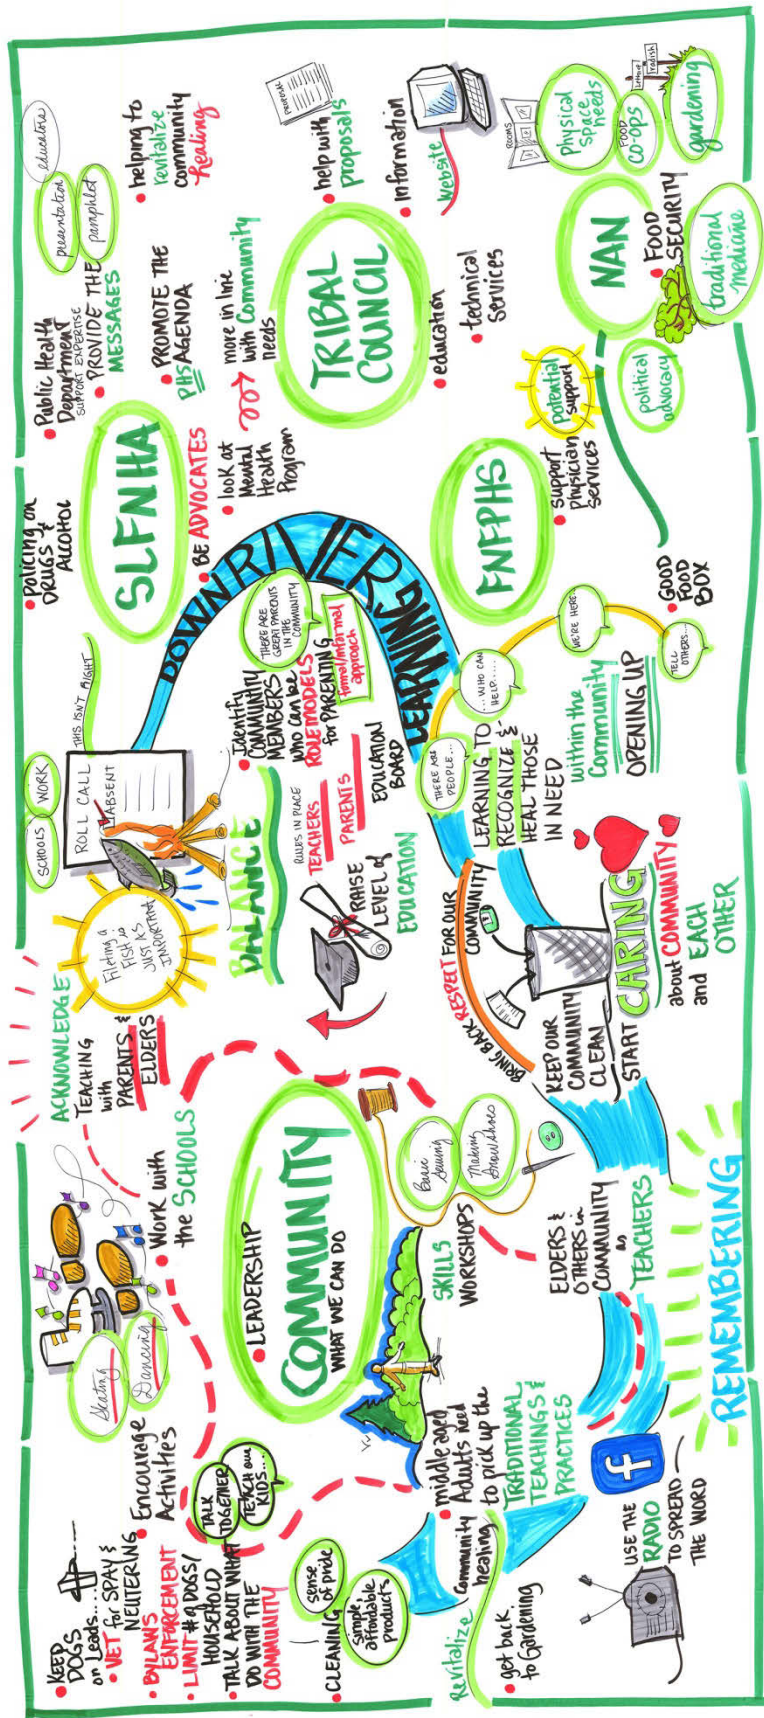 KEEP
DOGS
on Leads....
VET for SPAY &
NEUTERING
BYLAWS
ENFORCEMENT
LIMIT # of DOGS/
HOUSEHOLD
TALK ABOUT WHAT
DO WITH THE
COMMUNITY
TALK
TOGETHER
TEACH our
KIDS....
CLEANING
sense
of pride
simple,
affordable
products
Revitalize
Community
healing
get back
to Gardening
USE THE
RADIO
TO SPREAD
THE WORD
f
Encourage
Activities
Skating
Dancing
Work with
the SCHOOLS
LEADERSHIP
COMMUNITY
WHAT WE CAN DO
middle aged
Adults need
to pick up the
TRADITIONAL
TEACHINGS &
PRACTICES
SKILLS
WORKSHOPS
Basic
Sewing
Making
Snowshoes
ELDERS &
OTHERS in
COMMUNITY
as
TEACHERS
REMEMBERING
ACKNOWLEDGE
TEACHING
with
PARENTS &
ELDERS
Fileting a
FISH is
JUST AS
IMPORTANT
SCHOOLS
WORK
ROLL CALL
ABSENT
THIS ISN'T RIGHT
BALANCE
RAISE
LEVEL of
EDUCATION
RULES IN PLACE
TEACHERS
PARENTS
EDUCATION
BOARD
Identify
COMMUNITY
MEMBERS
who can be
ROLE MODELS
for PARENTING
THERE ARE
GREAT PARENTS
IN THE
COMMUNITY
formal/informal
approach
BRING BACK RESPECT FOR OUR
COMMUNITY
KEEP OUR
COMMUNITY
CLEAN
START CARING
about COMMUNITY
and EACH
OTHER
DOWNRIVER
LEARNING
THERE ARE
PEOPLE...
...WHO CAN
HELP.....
WE'RE HERE
TELL
OTHERS...
LEARNING TO
RECOGNIZE &
HEAL THOSE
IN NEED
within the
Community
OPENING UP
policing on
DRUGS &
ALCOHOL
SLFNHA
BE ADVOCATES
look at
Mental
Health
Program
more in line
with Community
needs
Public Health
Department
SUPPORT EXPERTISE
PROVIDE THE
MESSAGES
presentation
pamphlet
educators
PROMOTE THE
PHS AGENDA
helping to
revitalize
community
healing
TRIBAL
COUNCIL
help with
proposals
PROPOSAL
information
Website
education
technical
Services
FNFPHS
support
Physician
Services
potential
support
GOOD
FOOD
BOX
NAN
political
advocacy
FOOD
SECURITY
traditional
medicine
ROOMS
Physical
space
needs
FOOD
CO-OPS
gardening
Lettuce
radish